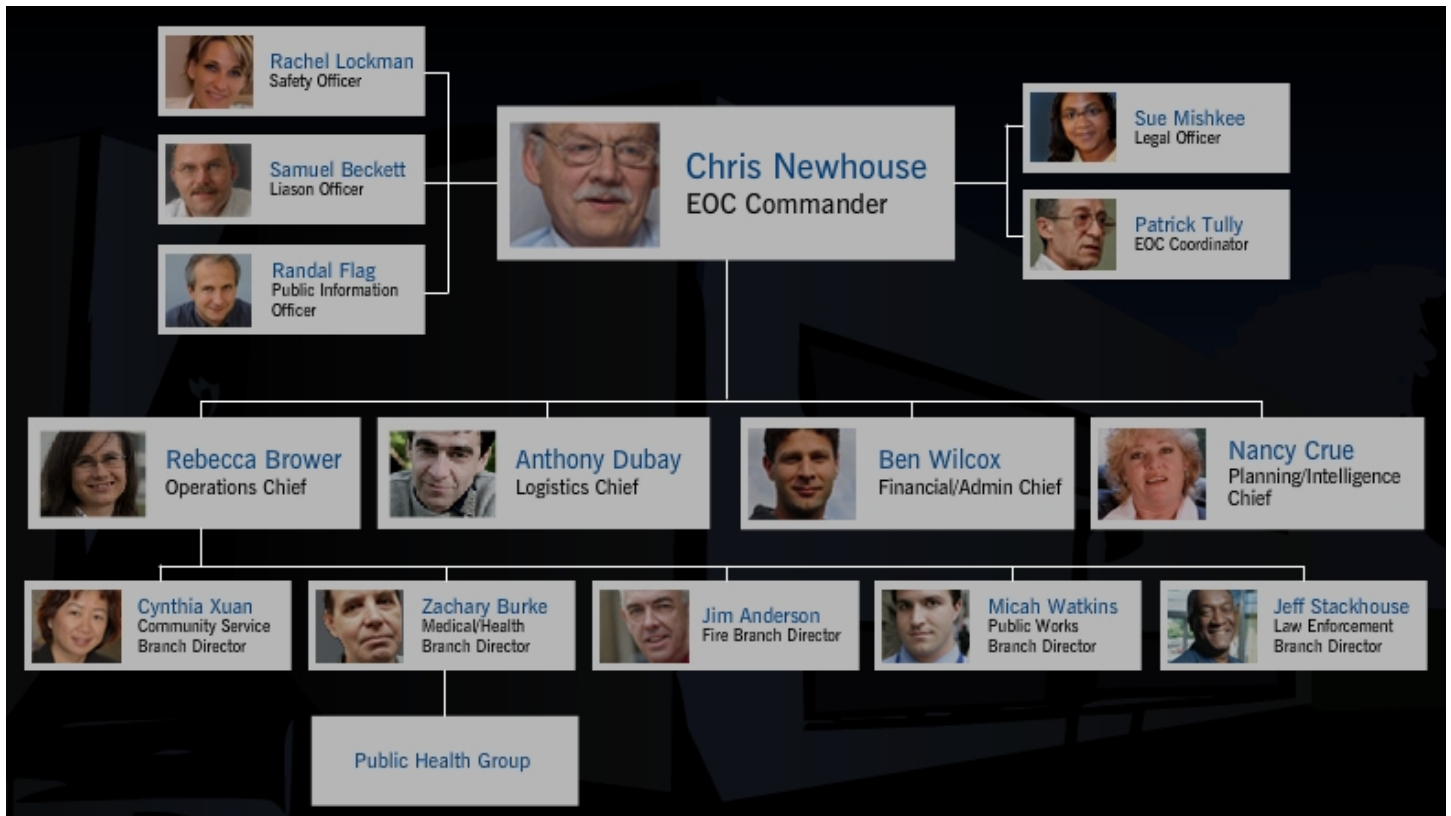 Rachel Lockman
Safety Officer
Samuel Beckett
Liason Officer
Randal Flag
Public Information
Officer
Chris Newhouse
EOC Commander
Sue Mishkee
Legal Officer
Patrick Tully
EOC Coordinator
Rebecca Brower
Operations Chief
Anthony Dubay
Logistics Chief
Ben Wilcox
Financial/Admin Chief
Nancy Crue
Planning/Intelligence
Chief
Cynthia Xuan
Community Service
Branch Director
Zachary Burke
Medical/Health
Branch Director
Jim Anderson
Fire Branch Director
Micah Watkins
Public Works
Branch Director
Jeff Stackhouse
Law Enforcement
Branch Director
Public Health Group